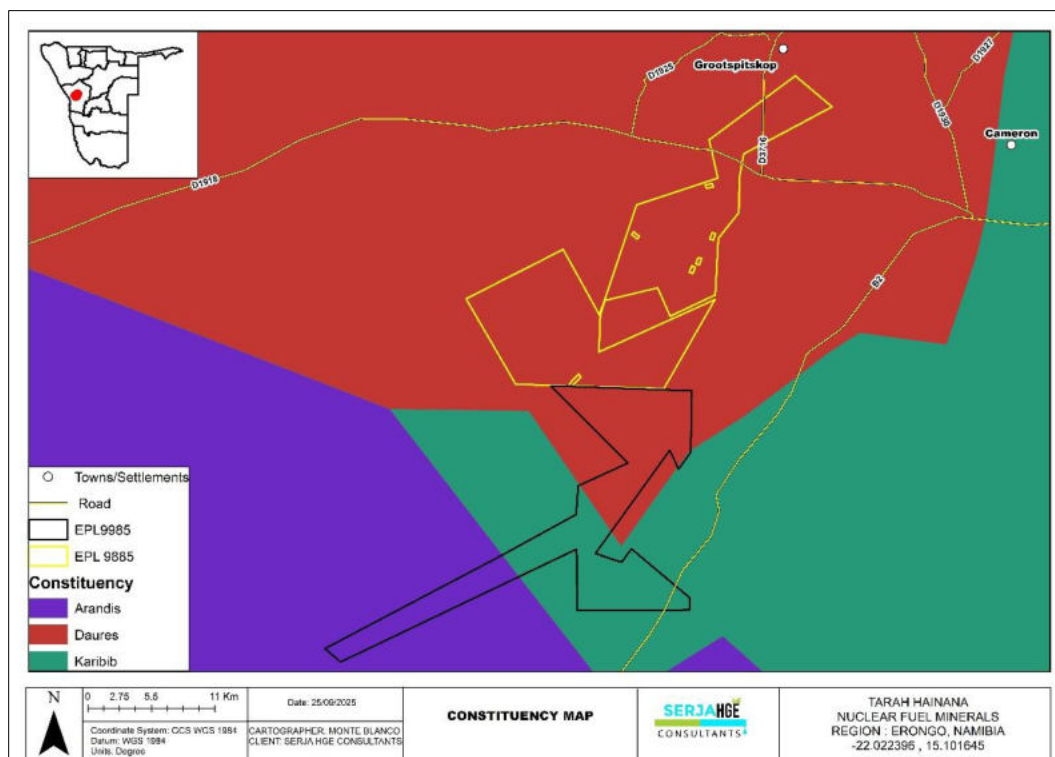 Grootspitskop
D1925
D1927
D1930
D3716
Cameron
D1918
B2
Towns/Settlements
Road
EPL9985
EPL 9885
Constituency
Arandis
Daures
Karibib
N
0 2.75 5.5 11 Km
Coordinate System: GCS WGS 1984
Datum: WGS 1984
Units: Degree
Date: 25/09/2025
CARTOGRAPHER: MONTE BLANCO
CLIENT: SERJA HGE CONSULTANTS
CONSTITUENCY MAP
SERJA HGE
CONSULTANTS
TARAH HAINANA
NUCLEAR FUEL MINERALS
REGION : ERONGO, NAMIBIA
-22.022396 , 15.101645